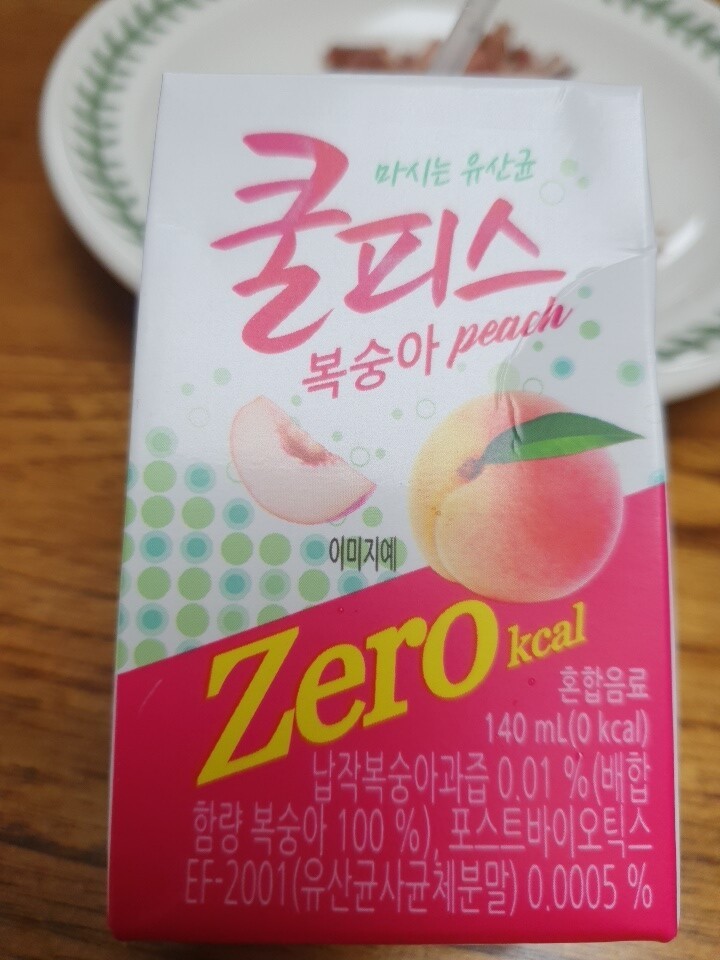 마시는 유산균
쿨피스
복숭아 peach
이미지예
Zero kcal
혼합음료
140 mL(0 kcal)
납작복숭아과즙 0.01 %(배합
함량 복숭아 100 %), 포스트바이오틱스
EF-2001(유산균사균체분말) 0.0005 %